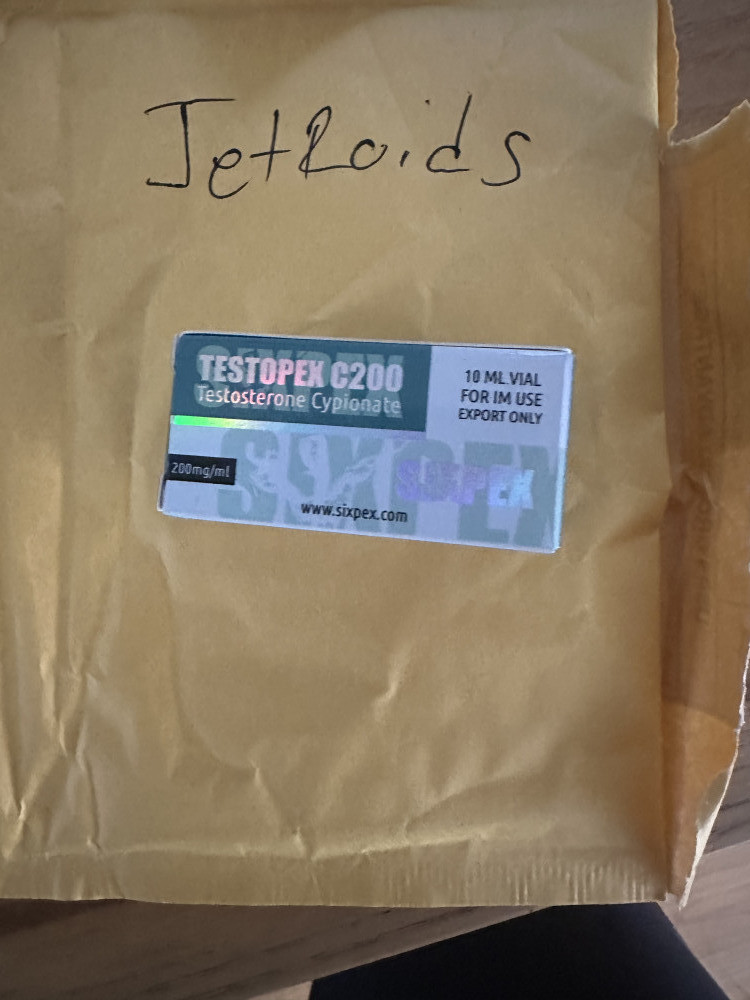 JetRoids
TESTOPEX C200
Testosterone Cypionate
10 ML VIAL
FOR IM USE
EXPORT ONLY
200mg/ml
SIXPEX
www.sixpex.com